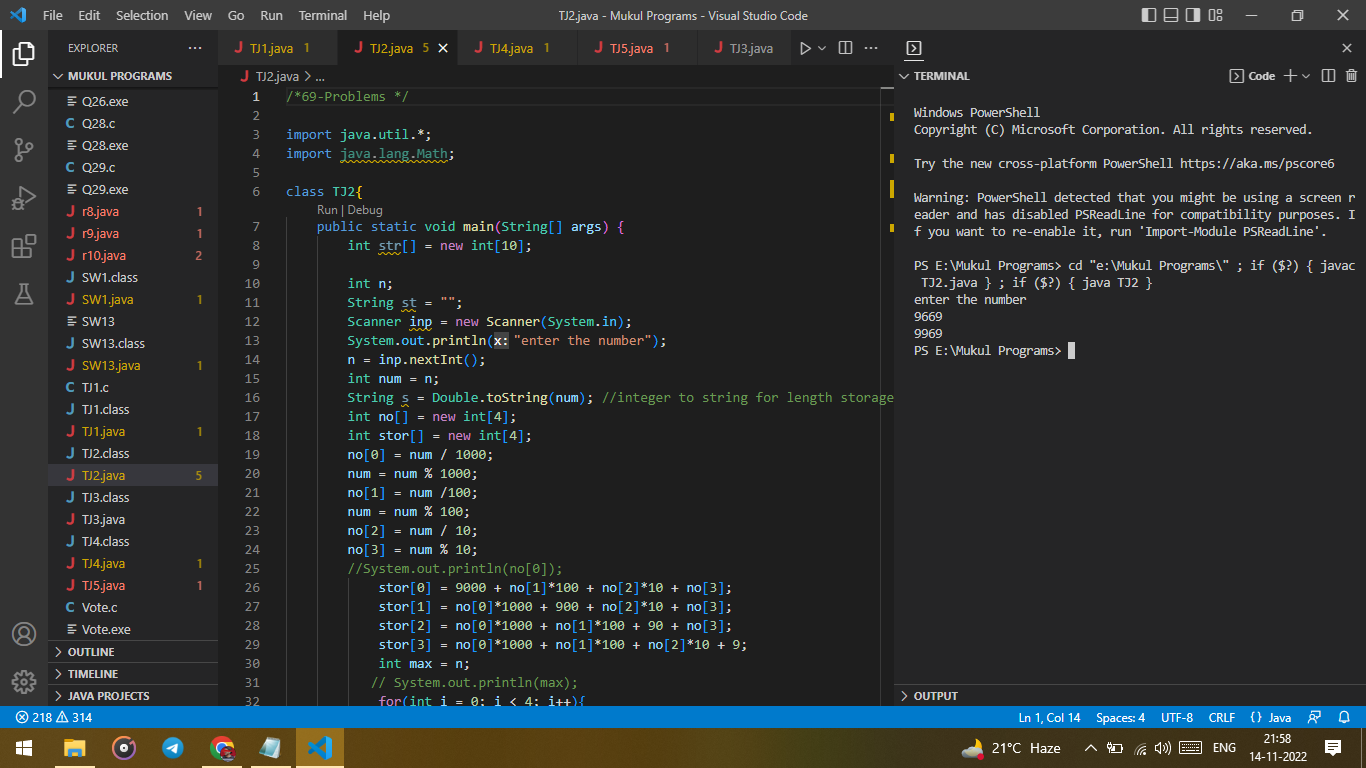 File Edit Selection View Go Run Terminal Help
TJ2.java - Mukul Programs - Visual Studio Code
EXPLORER
MUKUL PROGRAMS
Q26.exe
Q28.c
Q28.exe
Q29.c
Q29.exe
r8.java 1
r9.java 1
r10.java 2
SW1.class
SW1.java 1
SW13
SW13.class
SW13.java 1
TJ1.c
TJ1.class
TJ1.java 1
TJ2.class
TJ2.java 5
TJ3.class
TJ3.java
TJ4.class
TJ4.java 1
TJ5.java 1
Vote.c
Vote.exe
OUTLINE
TIMELINE
JAVA PROJECTS
TJ1.java 1 TJ2.java 5 TJ4.java 1 TJ5.java 1 TJ3.java
TJ2.java > ...
1 /*69-Problems */
2
3 import java.util.*;
4 import java.lang.Math;
5
6 class TJ2{
Run | Debug
7 public static void main(String[] args) {
8 int str[] = new int[10];
9
10 int n;
11 String st = "";
12 Scanner inp = new Scanner(System.in);
13 System.out.println(x: "enter the number");
14 n = inp.nextInt();
15 int num = n;
16 String s = Double.toString(num); //integer to string for length storage
17 int no[] = new int[4];
18 int stor[] = new int[4];
19 no[0] = num / 1000;
20 num = num % 1000;
21 no[1] = num /100;
22 num = num % 100;
23 no[2] = num / 10;
24 no[3] = num % 10;
25 //System.out.println(no[0]);
26 stor[0] = 9000 + no[1]*100 + no[2]*10 + no[3];
27 stor[1] = no[0]*1000 + 900 + no[2]*10 + no[3];
28 stor[2] = no[0]*1000 + no[1]*100 + 90 + no[3];
29 stor[3] = no[0]*1000 + no[1]*100 + no[2]*10 + 9;
30 int max = n;
31 // System.out.println(max);
32 for(int i = 0; i < 4; i++){
TERMINAL
Code
Windows PowerShell
Copyright (C) Microsoft Corporation. All rights reserved.
Try the new cross-platform PowerShell https://aka.ms/pscore6
Warning: PowerShell detected that you might be using a screen r
eader and has disabled PSReadLine for compatibility purposes. I
f you want to re-enable it, run 'Import-Module PSReadLine'.
PS E:\Mukul Programs> cd "e:\Mukul Programs\" ; if ($?) { javac
TJ2.java } ; if ($?) { java TJ2 }
enter the number
9669
9969
PS E:\Mukul Programs>
OUTPUT
218 314
Ln 1, Col 14 Spaces: 4 UTF-8 CRLF {} Java
21°C Haze ENG
21:58
14-11-2022